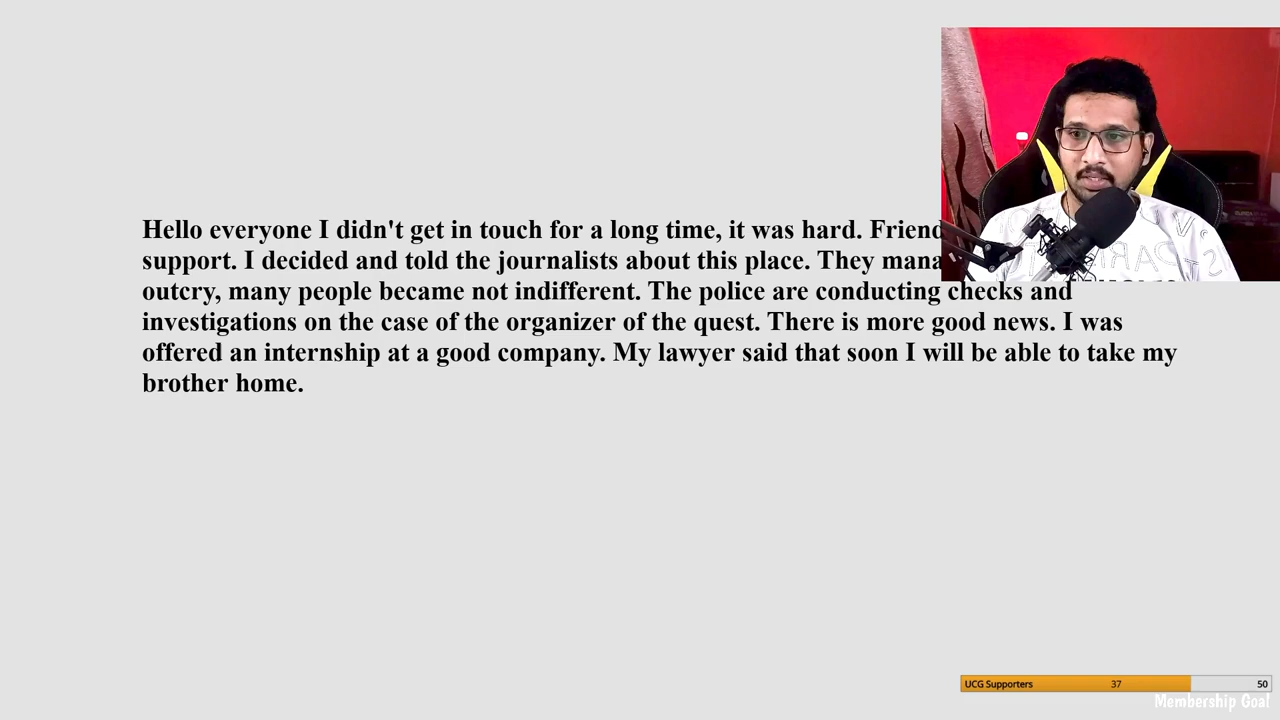 Hello everyone I didn't get in touch for a long time, it was hard. Friend
support. I decided and told the journalists about this place. They mana
outcry, many people became not indifferent. The police are conducting checks and
investigations on the case of the organizer of the quest. There is more good news. I was
offered an internship at a good company. My lawyer said that soon I will be able to take my
brother home.
UCG Supporters 37 50
Membership Goal